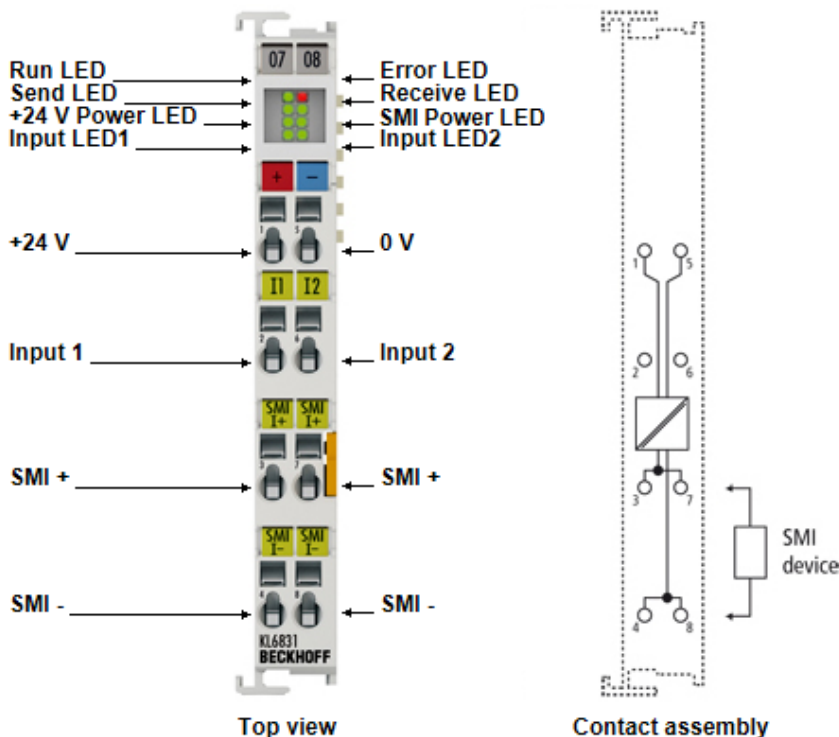 07 08
Run LED
Error LED
Send LED
Receive LED
+24 V Power LED
SMI Power LED
Input LED1
Input LED2
+ −
1 5
+24 V
0 V
1 5
I1 I2
2 6
Input 1
Input 2
2 6
SMI I+ SMI I+
3 7
SMI +
SMI +
3 7
SMI device
SMI I- SMI I-
4 8
SMI -
SMI -
4 8
KL6831
BECKHOFF
Top view
Contact assembly